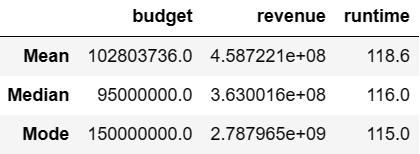 budget revenue runtime
Mean 102803736.0 4.587221e+08 118.6
Median 95000000.0 3.630016e+08 116.0
Mode 150000000.0 2.787965e+09 115.0